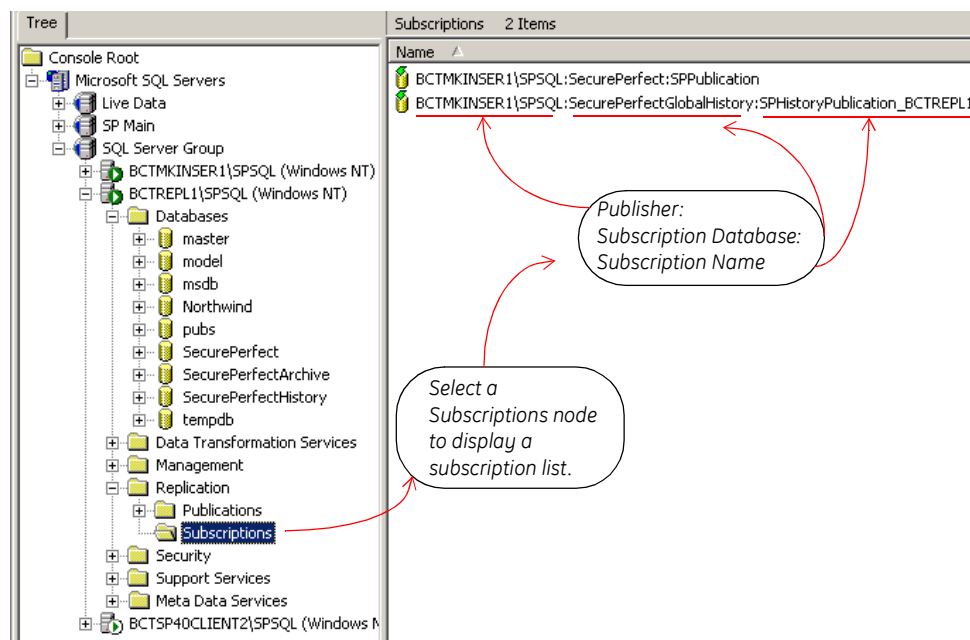 Tree
Subscriptions 2 Items
Name
Console Root
Microsoft SQL Servers
Live Data
SP Main
SQL Server Group
BCTMKINSER1\SPSQL (Windows NT)
BCTREPL1\SPSQL (Windows NT)
Databases
master
model
msdb
Northwind
pubs
SecurePerfect
SecurePerfectArchive
SecurePerfectHistory
tempdb
Data Transformation Services
Management
Replication
Publications
Subscriptions
Security
Support Services
Meta Data Services
BCTSP40CLIENT2\SPSQL (Windows N
BCTMKINSER1\SPSQL:SecurePerfect:SPPublication
BCTMKINSER1\SPSQL:SecurePerfectGlobalHistory:SPHistoryPublication_BCTREPL1
Publisher:
Subscription Database:
Subscription Name
Select a
Subscriptions node
to display a
subscription list.